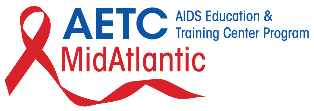 AETC
AIDS Education &
Training Center Program
MidAtlantic